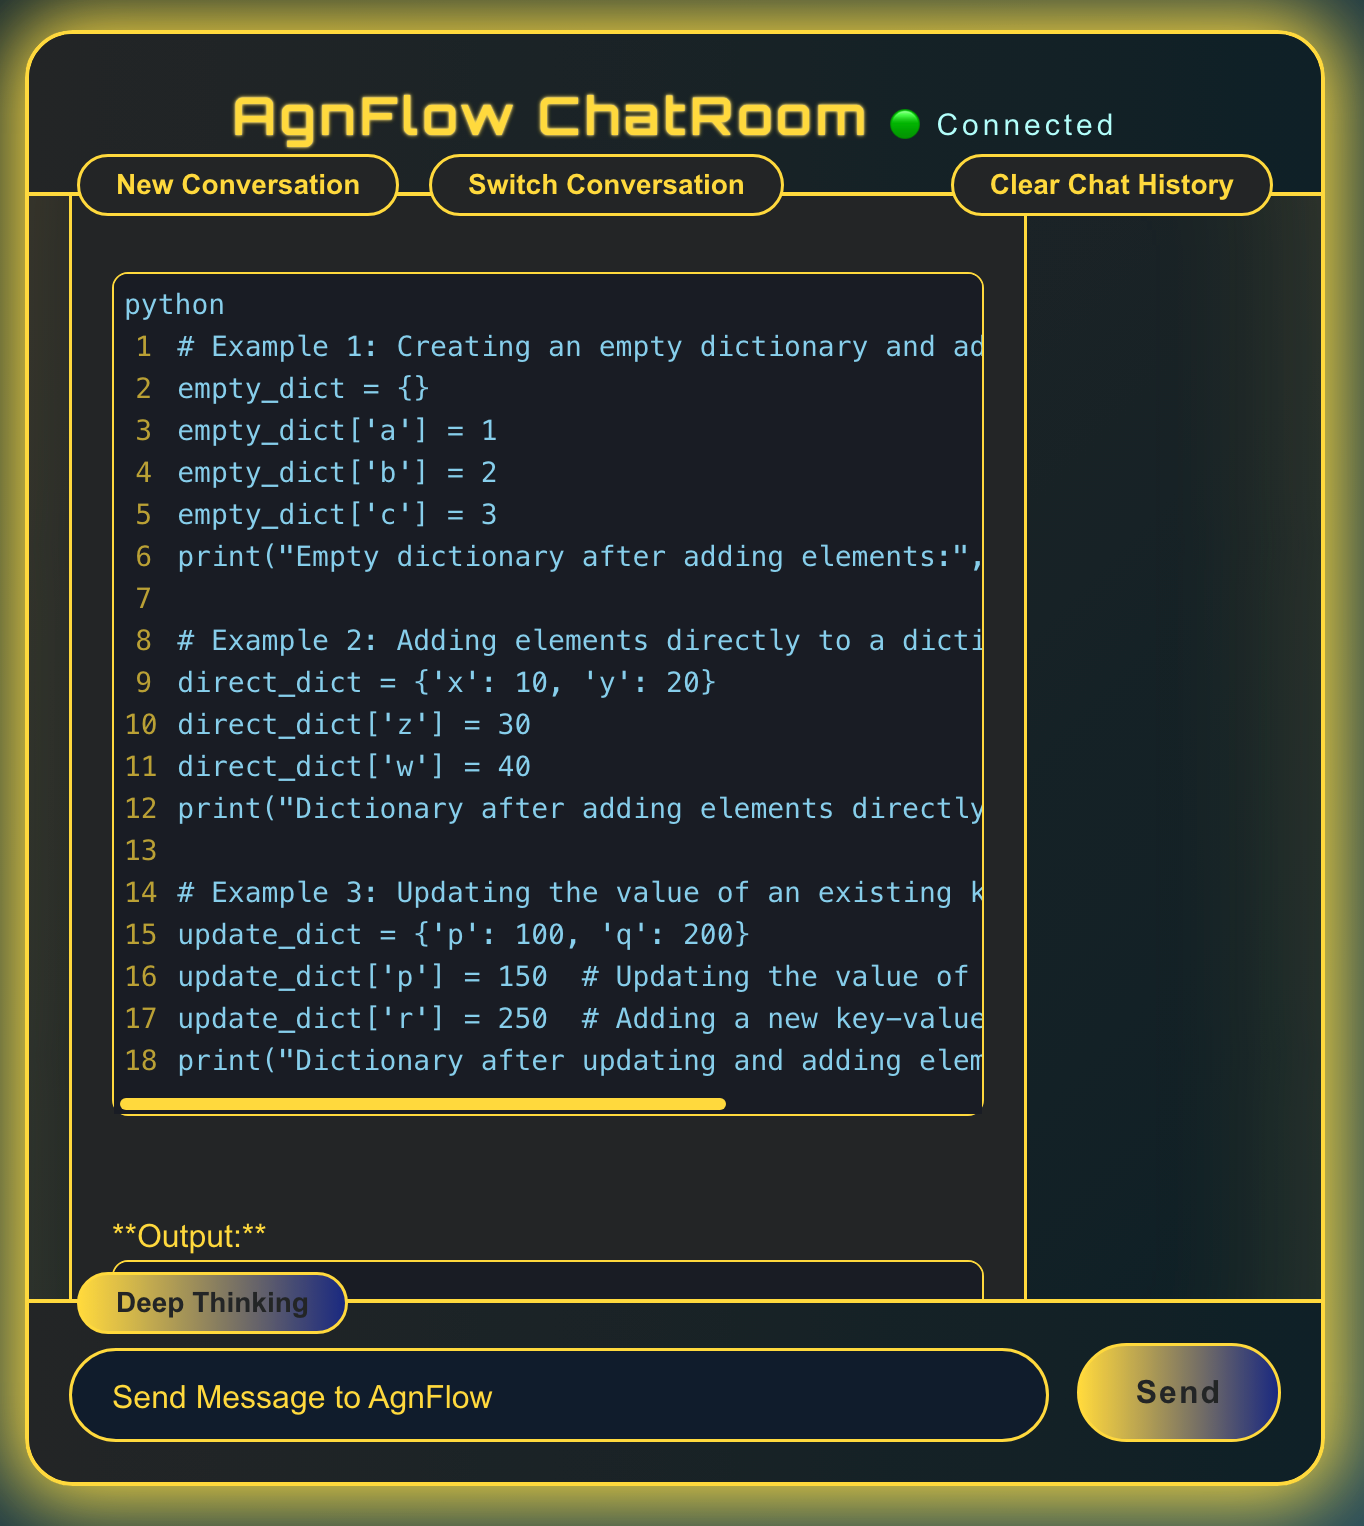 AgnFlow ChatRoom Connected
New Conversation Switch Conversation Clear Chat History
python
1 # Example 1: Creating an empty dictionary and ad
2 empty_dict = {}
3 empty_dict['a'] = 1
4 empty_dict['b'] = 2
5 empty_dict['c'] = 3
6 print("Empty dictionary after adding elements:",
7
8 # Example 2: Adding elements directly to a dicti
9 direct_dict = {'x': 10, 'y': 20}
10 direct_dict['z'] = 30
11 direct_dict['w'] = 40
12 print("Dictionary after adding elements directly
13
14 # Example 3: Updating the value of an existing k
15 update_dict = {'p': 100, 'q': 200}
16 update_dict['p'] = 150  # Updating the value of
17 update_dict['r'] = 250  # Adding a new key-value
18 print("Dictionary after updating and adding elem
**Output:**
Deep Thinking
Send Message to AgnFlow
Send